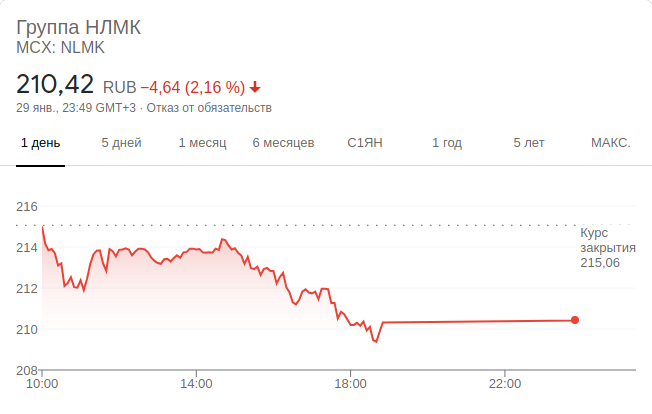 Группа НЛМК
MCX: NLMK
210,42 RUB −4,64 (2,16 %)
29 янв., 23:49 GMT+3 · Отказ от обязательств
1 день 5 дней 1 месяц 6 месяцев С1ЯН 1 год 5 лет МАКС.
216
Курс
закрытия
215,06
214
212
210
208
10:00 14:00 18:00 22:00